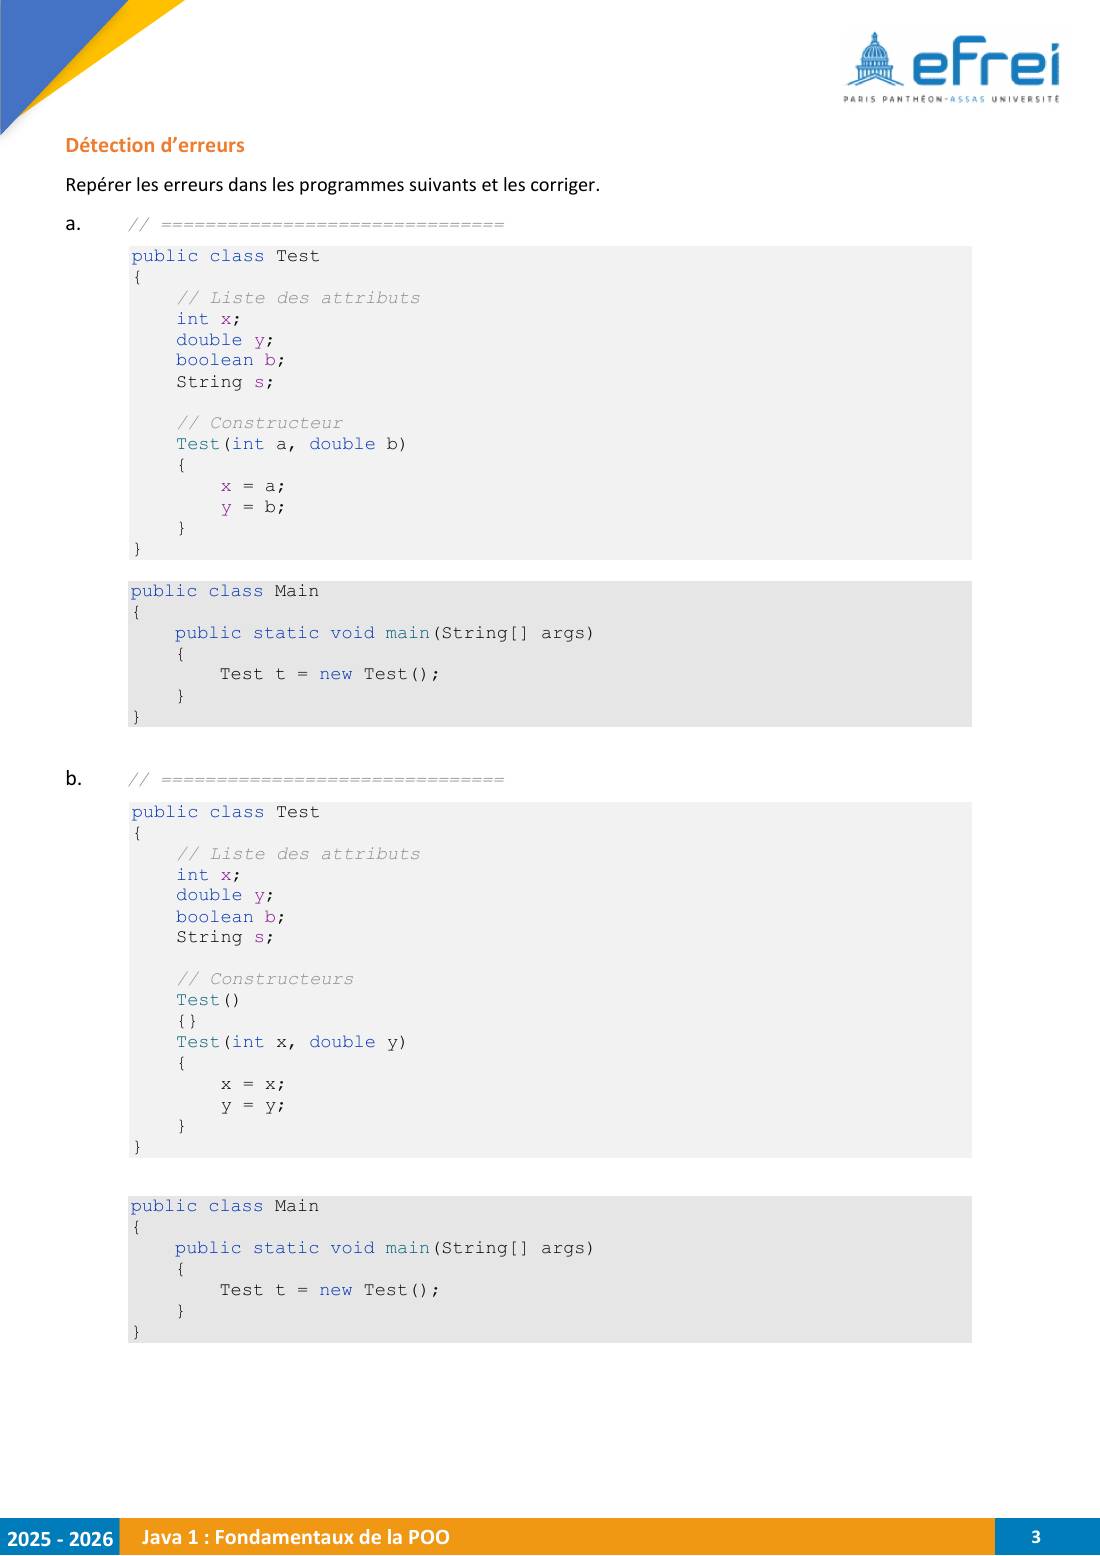 efrei
PARIS PANTHÉON-ASSAS UNIVERSITÉ
Détection d’erreurs
Repérer les erreurs dans les programmes suivants et les corriger.
a. // ===============================
public class Test
{
// Liste des attributs
int x;
double y;
boolean b;
String s;
// Constructeur
Test(int a, double b)
{
x = a;
y = b;
}
}
public class Main
{
public static void main(String[] args)
{
Test t = new Test();
}
}
b. // ===============================
public class Test
{
// Liste des attributs
int x;
double y;
boolean b;
String s;
// Constructeurs
Test()
{}
Test(int x, double y)
{
x = x;
y = y;
}
}
public class Main
{
public static void main(String[] args)
{
Test t = new Test();
}
}
2025 - 2026 Java 1 : Fondamentaux de la POO 3